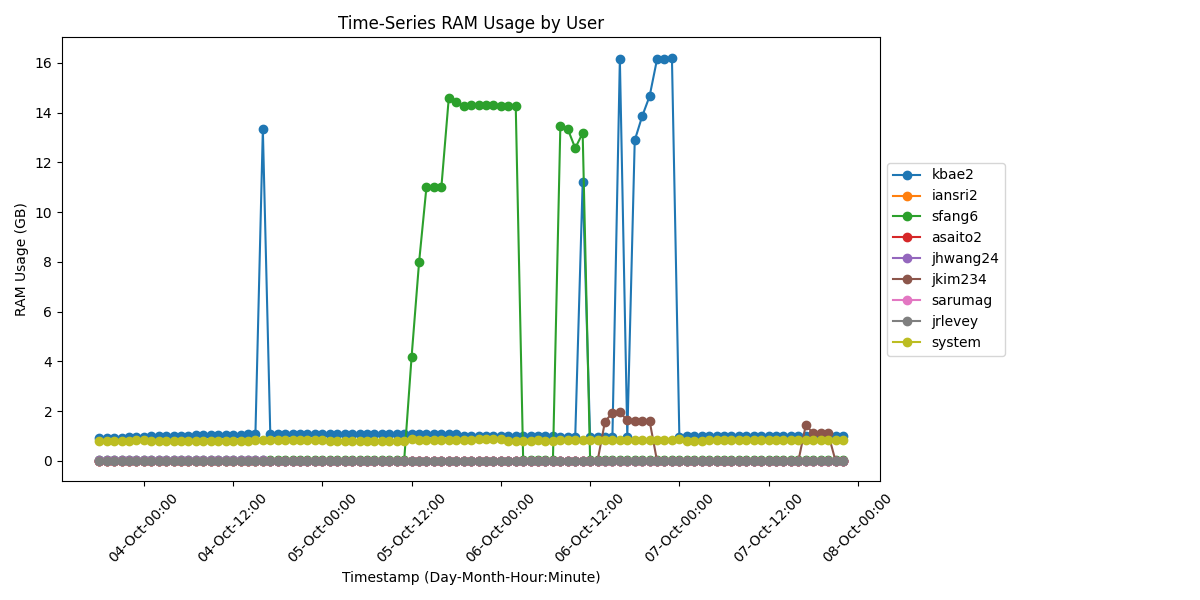 Time-Series RAM Usage by User
16
14
12
10
8
6
4
2
0
RAM Usage (GB)
04-Oct-00:00
04-Oct-12:00
05-Oct-00:00
05-Oct-12:00
06-Oct-00:00
06-Oct-12:00
07-Oct-00:00
07-Oct-12:00
08-Oct-00:00
Timestamp (Day-Month-Hour:Minute)
kbae2
iansri2
sfang6
asaito2
jhwang24
jkim234
sarumag
jrlevey
system